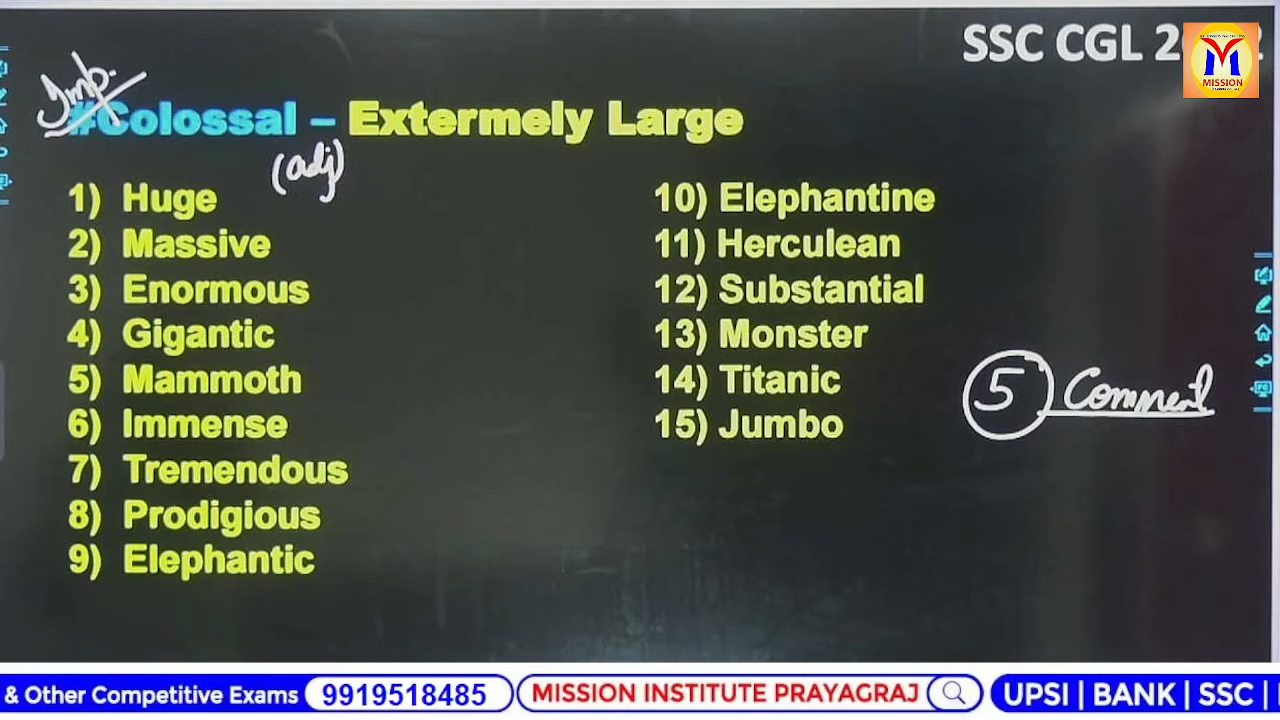 SSC CGL 2
MISSION
Imp.
#Colossal – Extermely Large
(adj)
1) Huge
2) Massive
3) Enormous
4) Gigantic
5) Mammoth
6) Immense
7) Tremendous
8) Prodigious
9) Elephantic
10) Elephantine
11) Herculean
12) Substantial
13) Monster
14) Titanic
15) Jumbo
5 Comment
& Other Competitive Exams 9919518485 MISSION INSTITUTE PRAYAGRAJ UPSI | BANK | SSC |